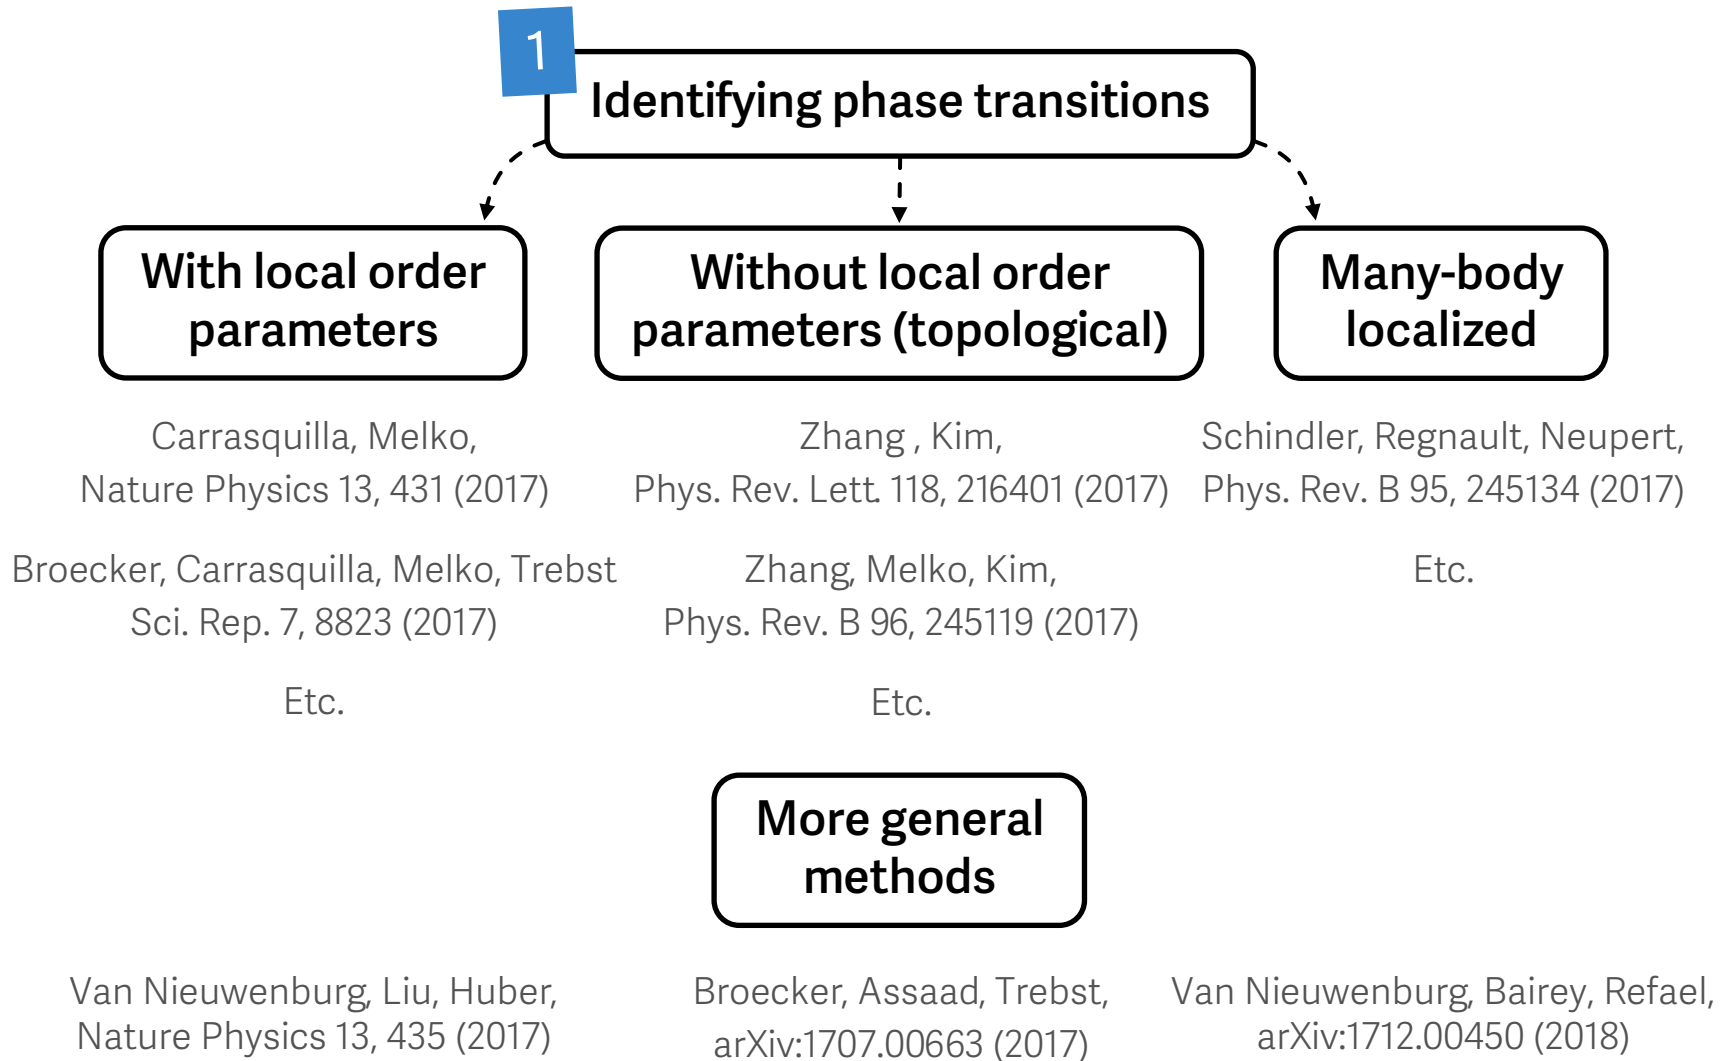 1
Identifying phase transitions
With local order
parameters
Without local order
parameters (topological)
Many-body
localized
Carrasquilla, Melko,
Nature Physics 13, 431 (2017)
Broecker, Carrasquilla, Melko, Trebst
Sci. Rep. 7, 8823 (2017)
Etc.
Zhang , Kim,
Phys. Rev. Lett. 118, 216401 (2017)
Zhang, Melko, Kim,
Phys. Rev. B 96, 245119 (2017)
Etc.
Schindler, Regnault, Neupert,
Phys. Rev. B 95, 245134 (2017)
Etc.
More general
methods
Van Nieuwenburg, Liu, Huber,
Nature Physics 13, 435 (2017)
Broecker, Assaad, Trebst,
arXiv:1707.00663 (2017)
Van Nieuwenburg, Bairey, Refael,
arXiv:1712.00450 (2018)